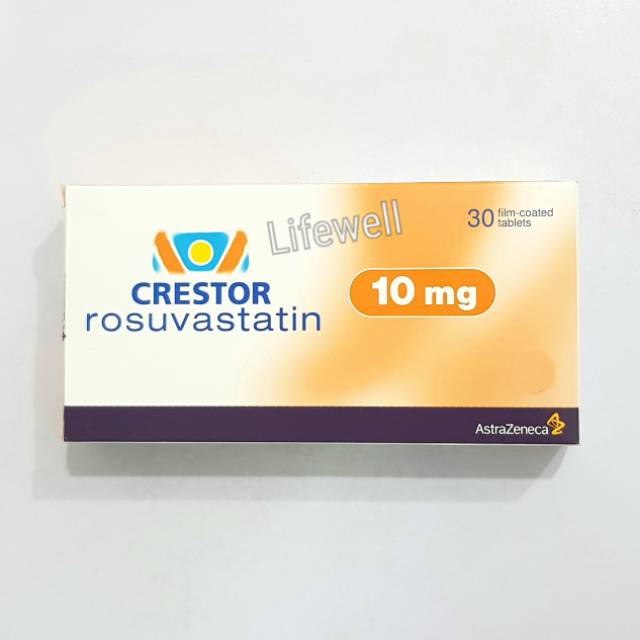 Lifewell
30 film-coated
tablets
CRESTOR
rosuvastatin
10 mg
AstraZeneca